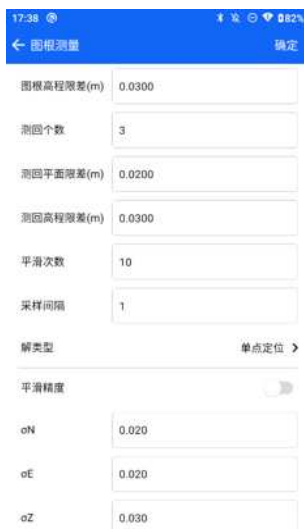 17:38 82%
← 图根测量 确定
图根高程限差(m) 0.0300
测回个数 3
测回平面限差(m) 0.0200
测回高程限差(m) 0.0300
平滑次数 10
采样间隔 1
解类型 单点定位 >
平滑精度
σN 0.020
σE 0.020
σZ 0.030